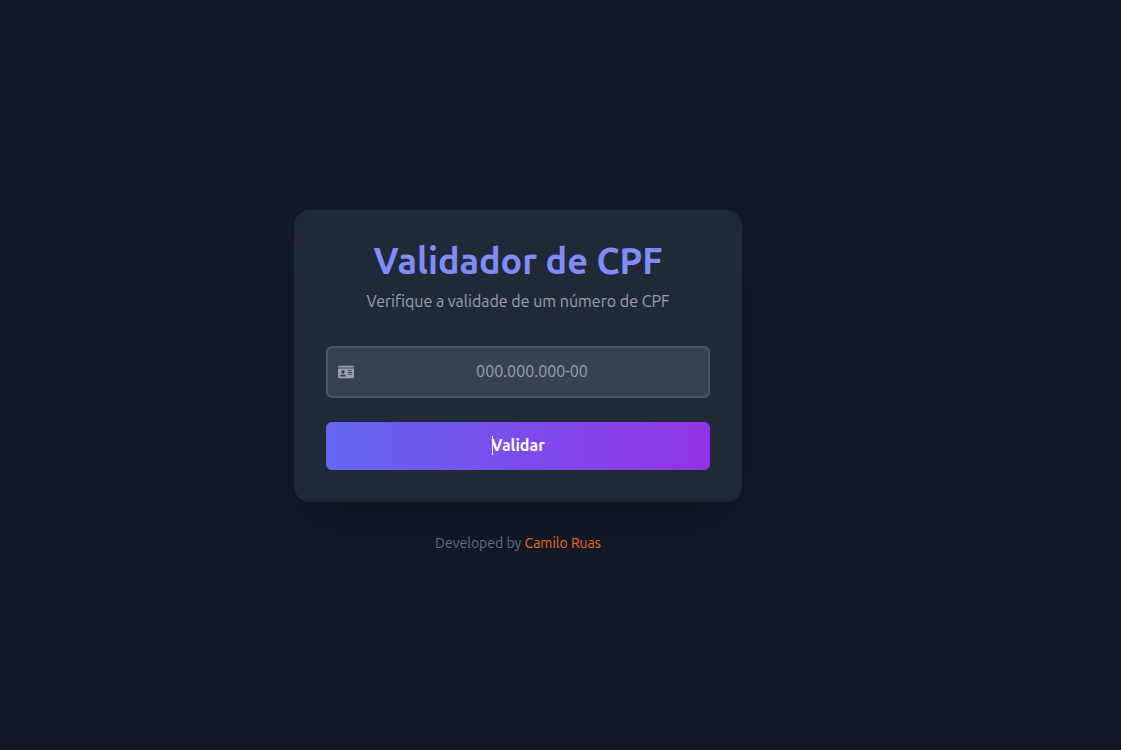 Validador de CPF
Verifique a validade de um número de CPF
000.000.000-00
Validar
Developed by Camilo Ruas